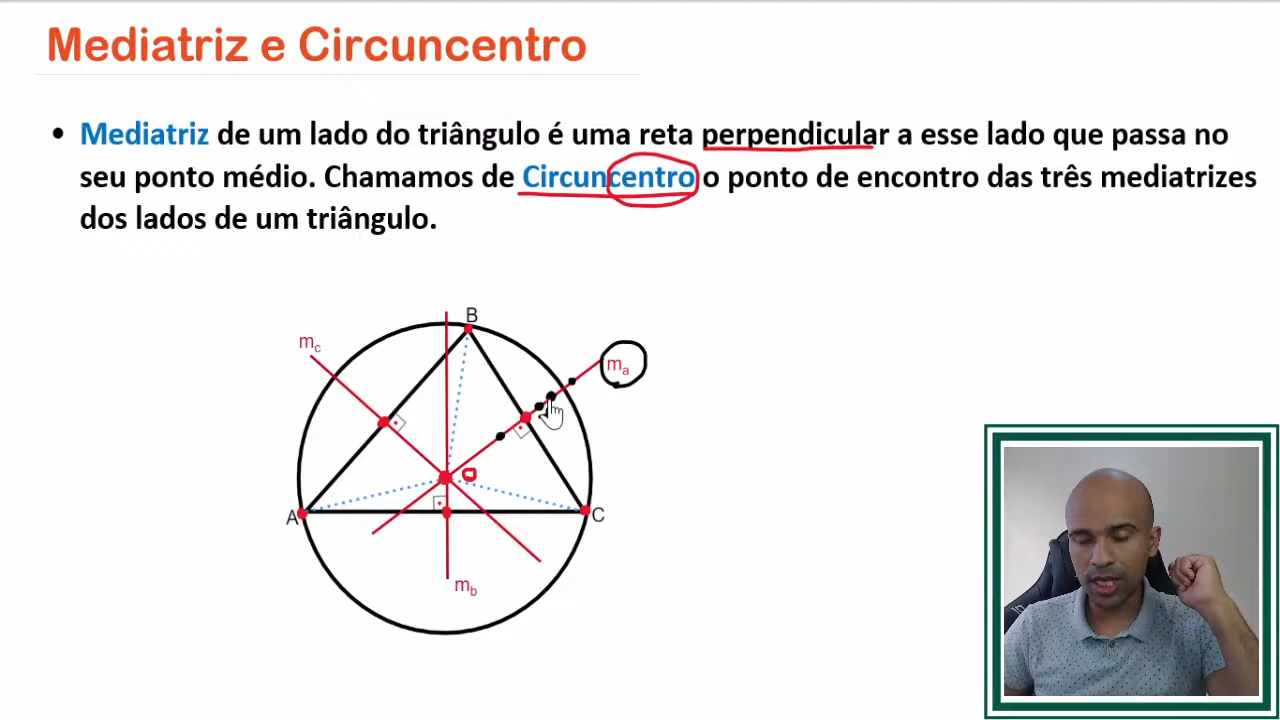 Mediatriz e Circuncentro
• Mediatriz de um lado do triângulo é uma reta perpendicular a esse lado que passa no
seu ponto médio. Chamamos de Circuncentro o ponto de encontro das três mediatrizes
dos lados de um triângulo.
B
mc
ma
O
A
C
mb